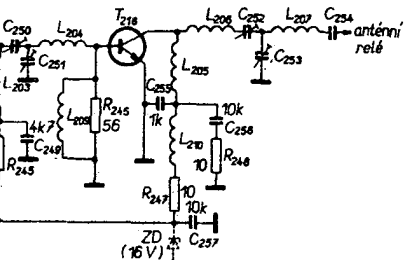 T216
C250
L204
L206
C252
L207
C254
anténní
relé
C251
C253
L203
L205
C255
1k
L209
R245
56
10k
C256
4k7
C249
L210
10
R246
R245
R247
10
10k
ZD
(16V)
C257